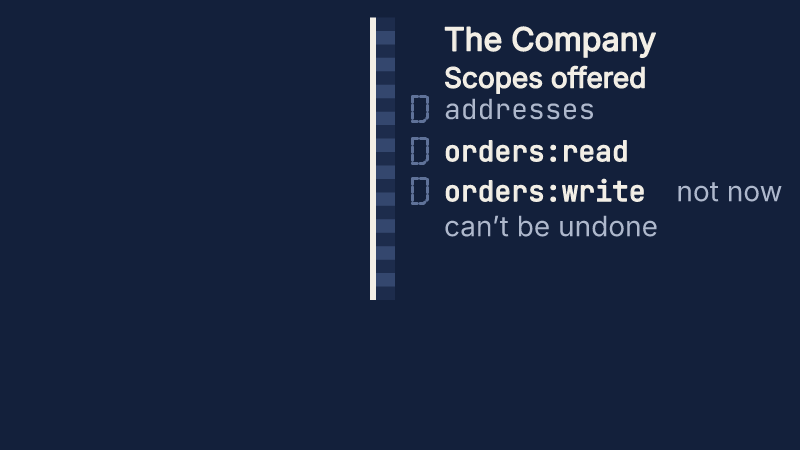 The Company
Scopes offered
addresses
orders:read
orders:write not now
can't be undone